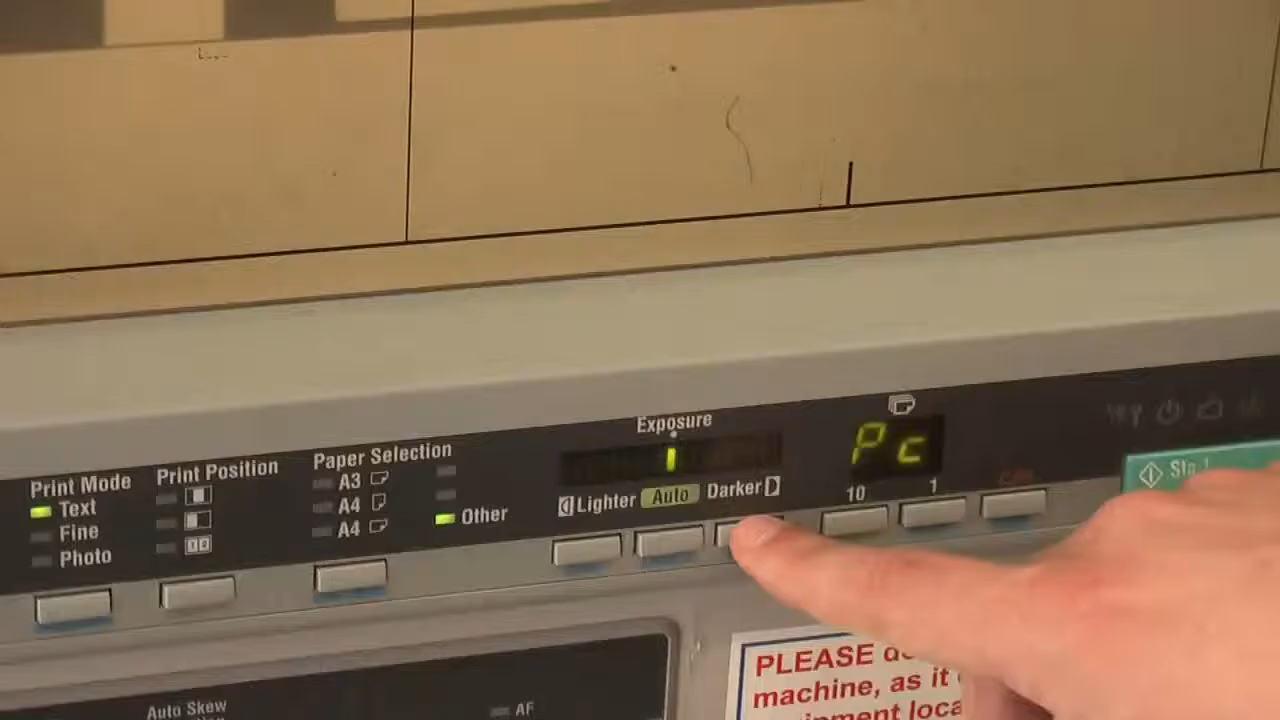 Exposure
Print Mode
Print Position
Paper Selection
Text
Fine
Photo
A3
A4
A4
Other
Lighter
Auto
Darker
Pc
10
1
PLEASE
machine, as it
Auto Skew
AF